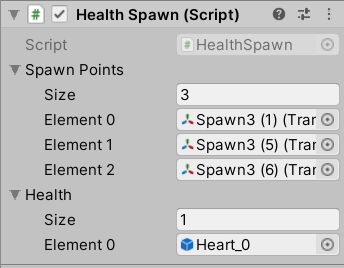 Health Spawn (Script)
Script HealthSpawn
Spawn Points
Size 3
Element 0 Spawn3 (1) (Trar
Element 1 Spawn3 (5) (Trar
Element 2 Spawn3 (6) (Trar
Health
Size 1
Element 0 Heart_0